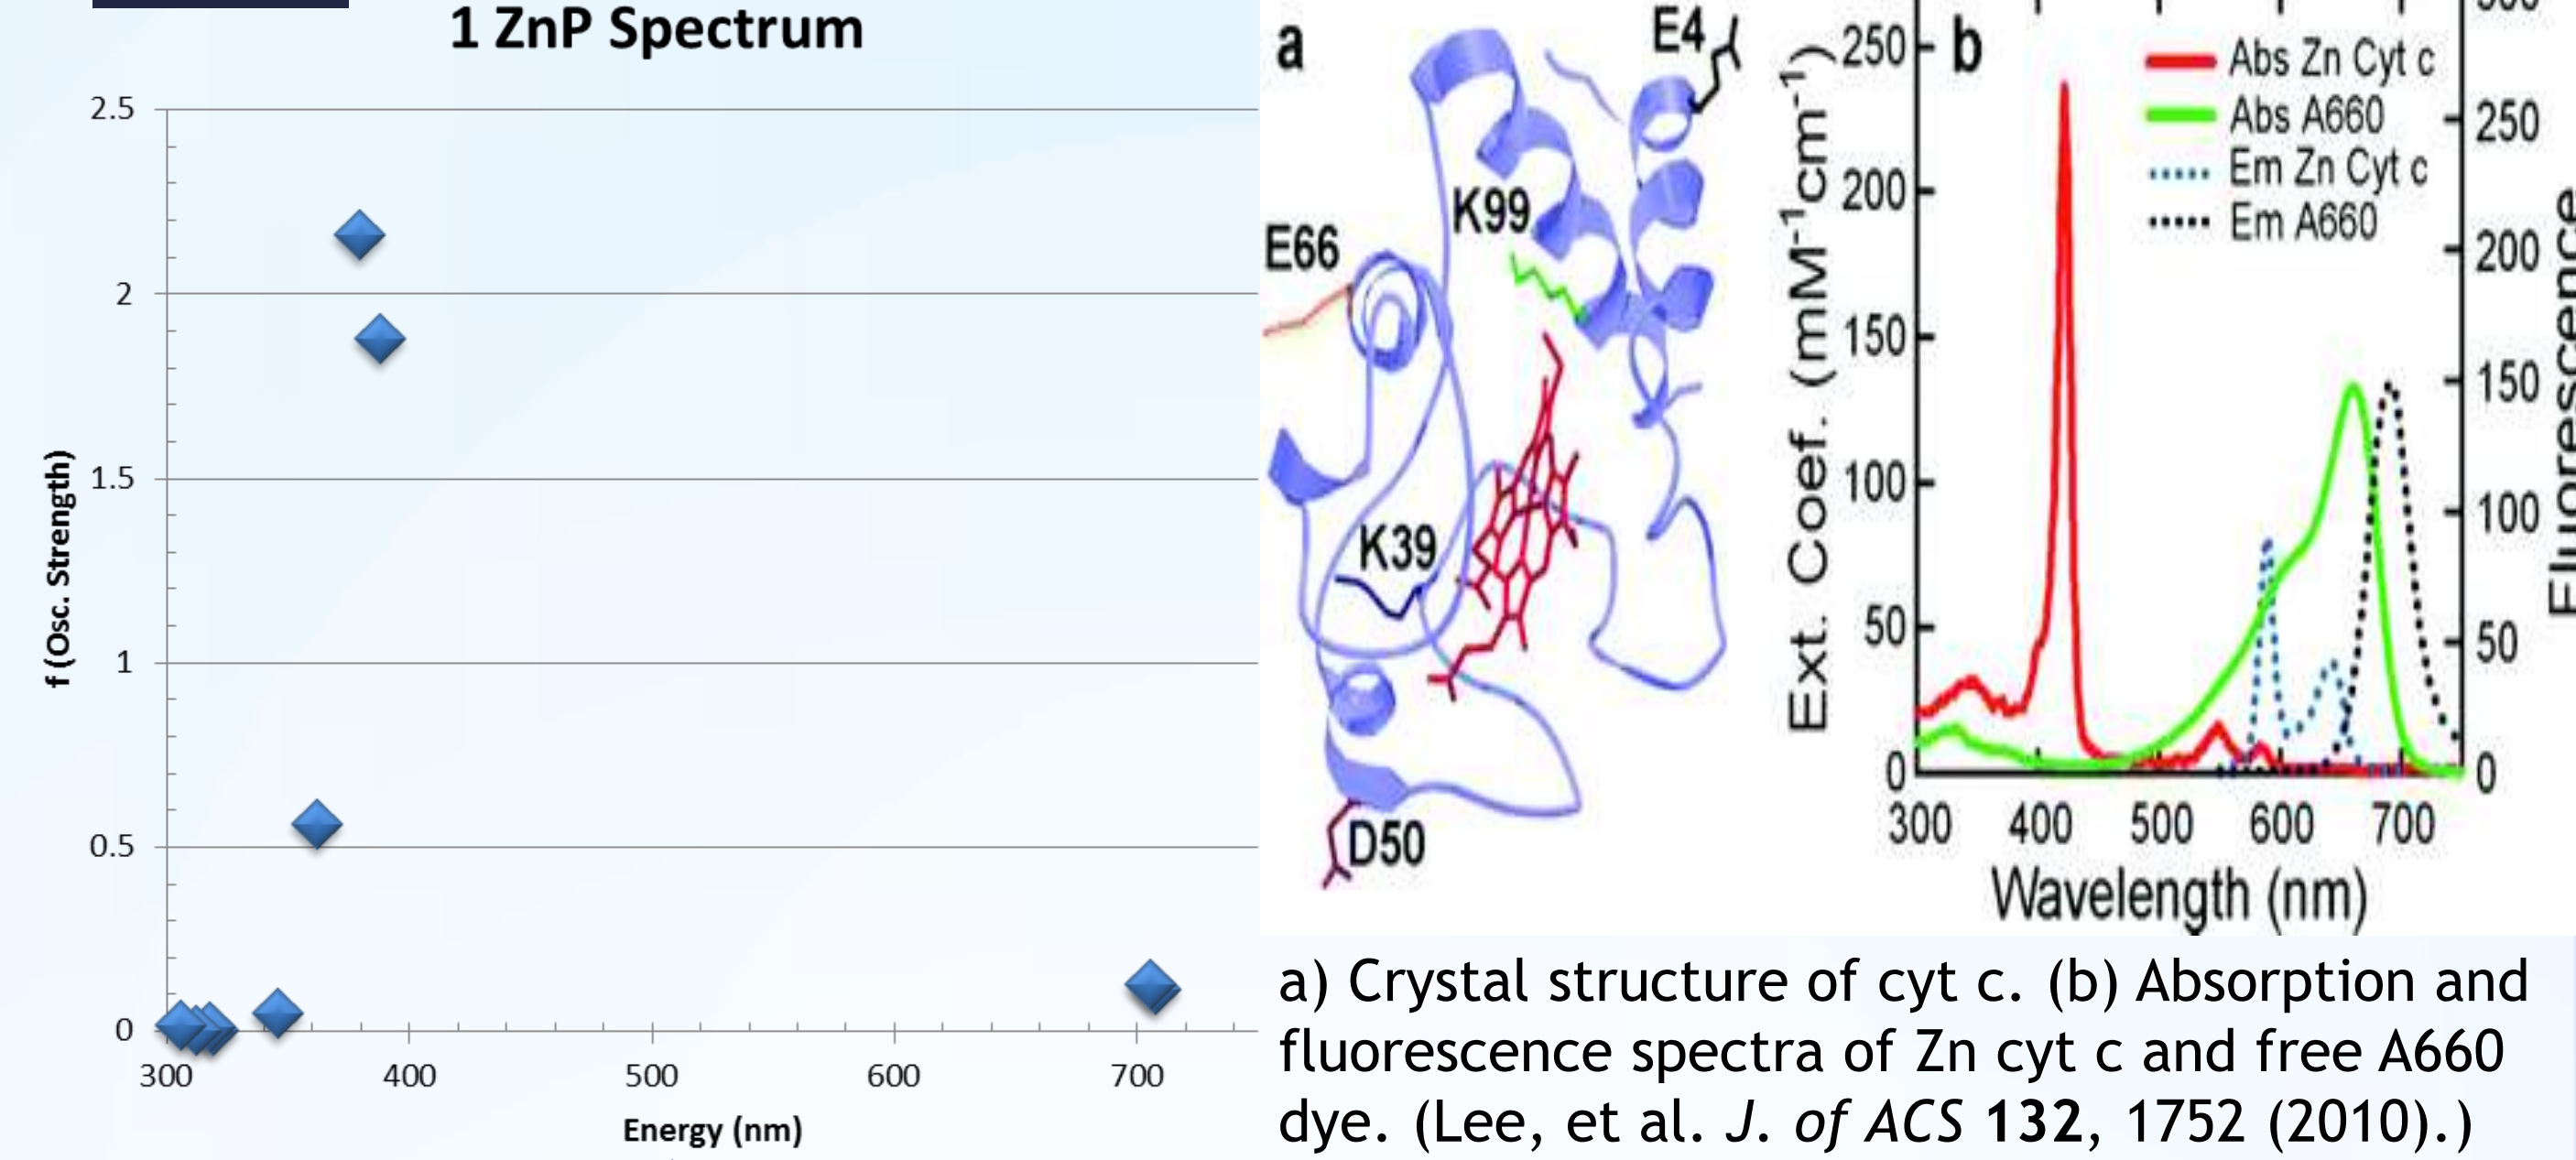 1 ZnP Spectrum
2.5
2
1.5
1
0.5
0
f (Osc. Strength)
300 400 500 600 700
Energy (nm)
a
E4
K99
E66
K39
D50
b
Abs Zn Cyt c
Abs A660
Em Zn Cyt c
Em A660
Ext. Coef. (mM⁻¹cm⁻¹)
250
200
150
100
50
0
250
200
150
100
50
0
Fluorescence
300 400 500 600 700
Wavelength (nm)
a) Crystal structure of cyt c. (b) Absorption and
fluorescence spectra of Zn cyt c and free A660
dye. (Lee, et al. J. of ACS 132, 1752 (2010).)